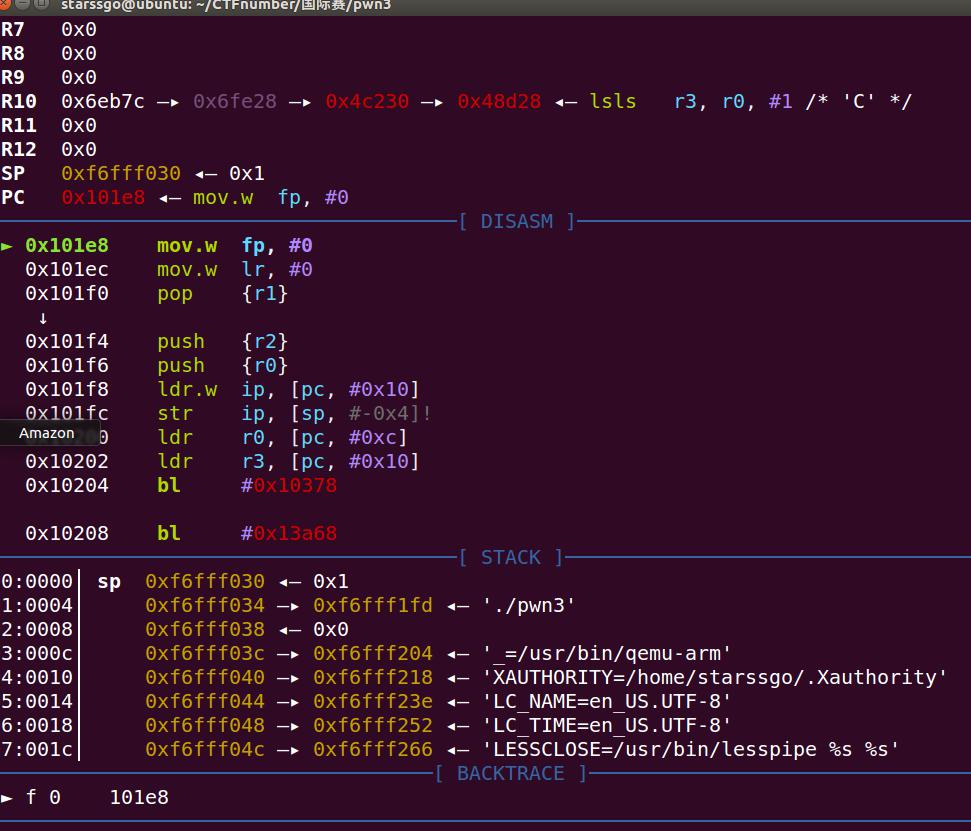 starssgo@ubuntu: ~/CTFnumber/国际赛/pwn3
R7 0x0
R8 0x0
R9 0x0
R10 0x6eb7c —▸ 0x6fe28 —▸ 0x4c230 —▸ 0x48d28 ◂— lsls r3, r0, #1 /* 'C' */
R11 0x0
R12 0x0
SP 0xf6fff030 ◂— 0x1
PC 0x101e8 ◂— mov.w fp, #0
[ DISASM ]
► 0x101e8 mov.w fp, #0
0x101ec mov.w lr, #0
0x101f0 pop {r1}
↓
0x101f4 push {r2}
0x101f6 push {r0}
0x101f8 ldr.w ip, [pc, #0x10]
0x101fc str ip, [sp, #-0x4]!
Amazon 0x10200 ldr r0, [pc, #0xc]
0x10202 ldr r3, [pc, #0x10]
0x10204 bl #0x10378
0x10208 bl #0x13a68
[ STACK ]
0:0000│ sp 0xf6fff030 ◂— 0x1
1:0004│ 0xf6fff034 —▸ 0xf6fff1fd ◂— './pwn3'
2:0008│ 0xf6fff038 ◂— 0x0
3:000c│ 0xf6fff03c —▸ 0xf6fff204 ◂— '_=/usr/bin/qemu-arm'
4:0010│ 0xf6fff040 —▸ 0xf6fff218 ◂— 'XAUTHORITY=/home/starssgo/.Xauthority'
5:0014│ 0xf6fff044 —▸ 0xf6fff23e ◂— 'LC_NAME=en_US.UTF-8'
6:0018│ 0xf6fff048 —▸ 0xf6fff252 ◂— 'LC_TIME=en_US.UTF-8'
7:001c│ 0xf6fff04c —▸ 0xf6fff266 ◂— 'LESSCLOSE=/usr/bin/lesspipe %s %s'
[ BACKTRACE ]
► f 0 101e8